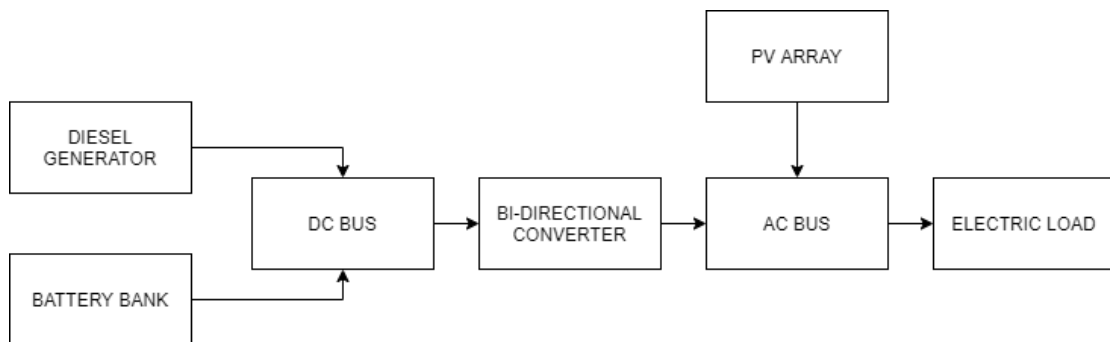 PV ARRAY
DIESEL
GENERATOR
DC BUS
BI-DIRECTIONAL
CONVERTER
AC BUS
ELECTRIC LOAD
BATTERY BANK